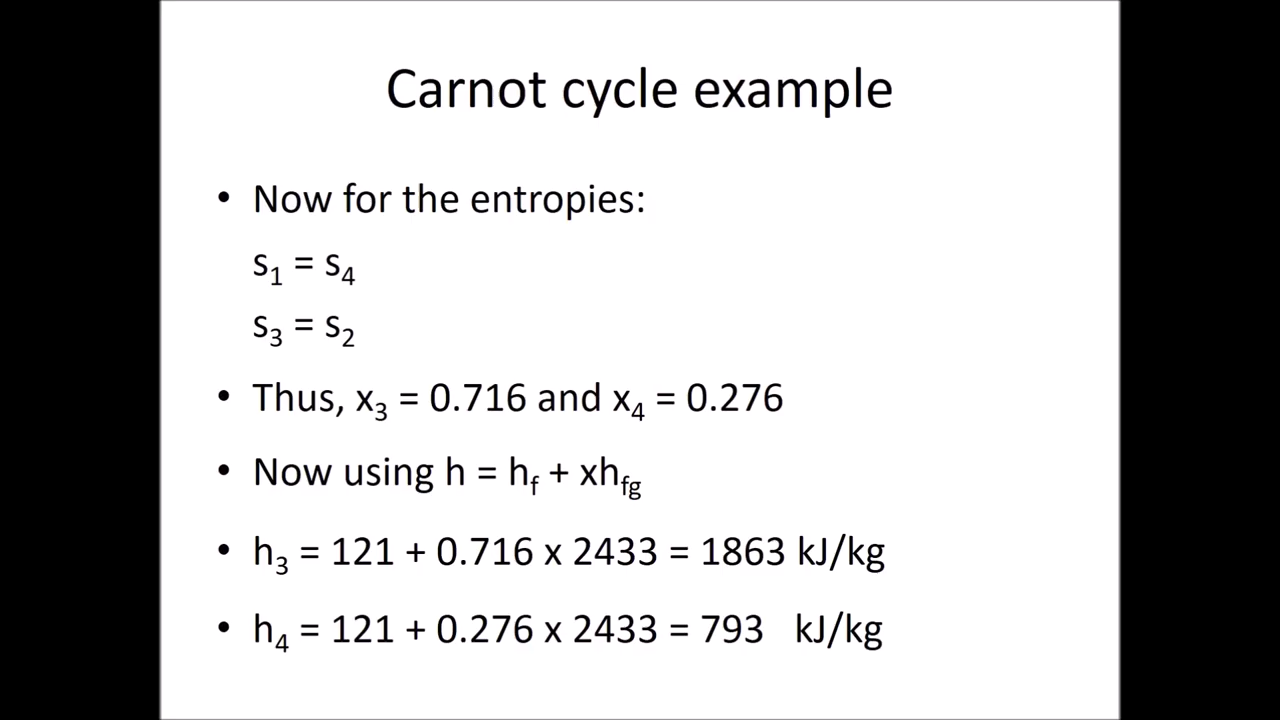 Carnot cycle example
• Now for the entropies:
s₁ = s₄
s₃ = s₂
• Thus, x₃ = 0.716 and x₄ = 0.276
• Now using h = h_f + xh_fg
• h₃ = 121 + 0.716 x 2433 = 1863 kJ/kg
• h₄ = 121 + 0.276 x 2433 = 793 kJ/kg